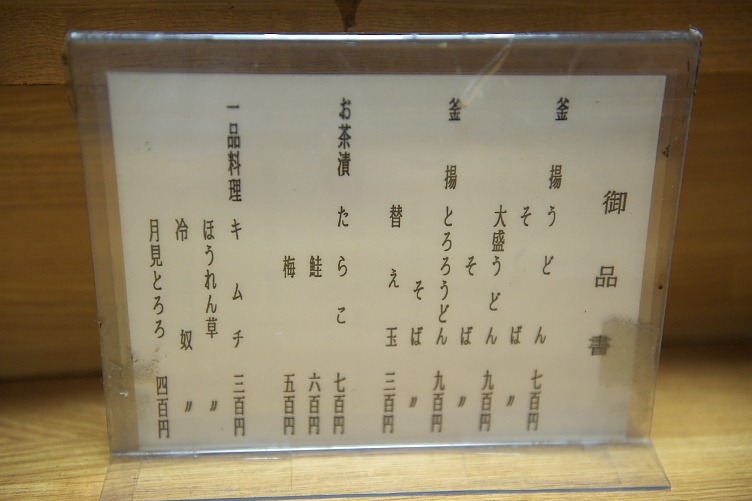 御品書
釜揚うどん 七百円
そば 〃
大盛うどん 九百円
そば 〃
釜揚とろろうどん 九百円
そば 〃
替え玉 三百円
お茶漬 たらこ 七百円
鮭 六百円
梅 五百円
一品料理 キムチ 三百円
ほうれん草 〃
冷奴 〃
月見とろろ 四百円